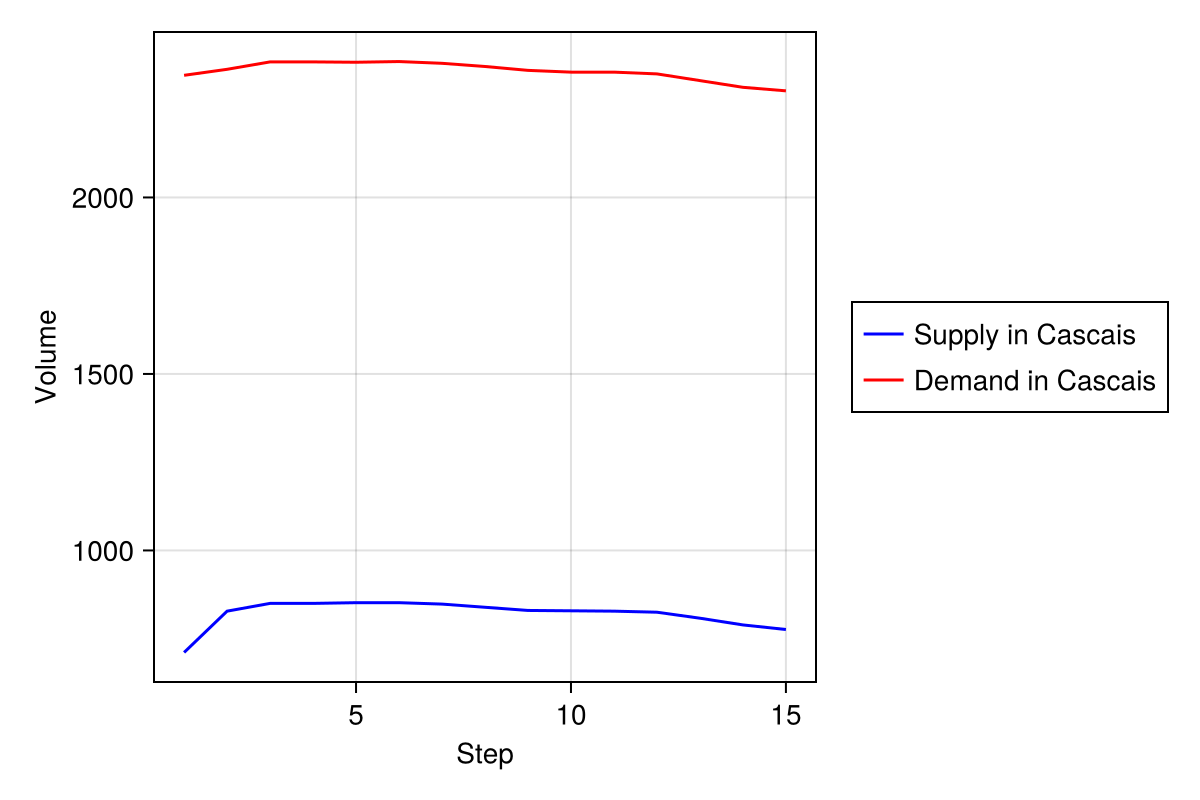 2000
1500
1000
Volume
5 10 15
Step
Supply in Cascais
Demand in Cascais